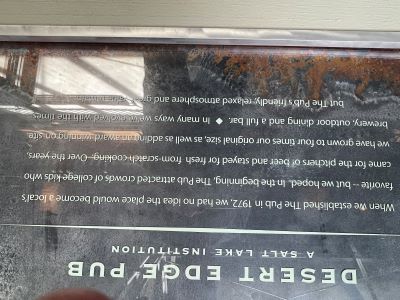 DESERT EDGE PUB
A SALT LAKE INSTITUTION
When we established The Pub in 1972, we had no idea the place would become a local's
favorite -- but we hoped. In the beginning, The Pub attracted crowds of college kids who
came for the pitchers of beer and stayed for fresh, from-scratch cooking. Over the years,
we have grown to four times our original size, as well as adding an award winning on-site
brewery, outdoor dining and a full bar. ◆ In many ways we've evolved with the times
but The Pub's friendly, relaxed atmosphere and great